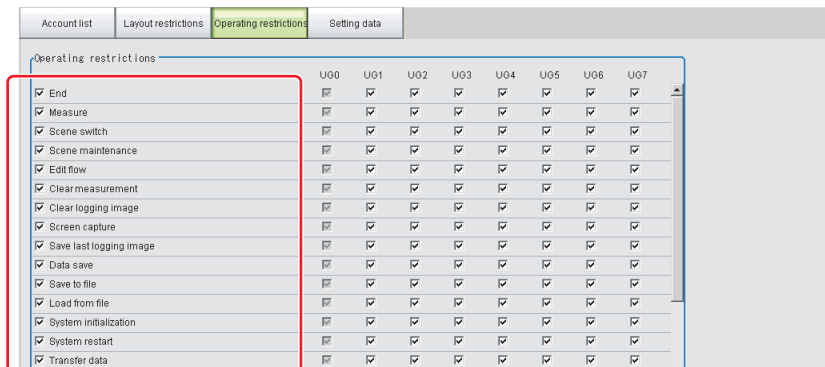 Account list Layout restrictions Operating restrictions Setting data
Operating restrictions
UG0 UG1 UG2 UG3 UG4 UG5 UG6 UG7
End
Measure
Scene switch
Scene maintenance
Edit flow
Clear measurement
Clear logging image
Screen capture
Save last logging image
Data save
Save to file
Load from file
System initialization
System restart
Transfer data